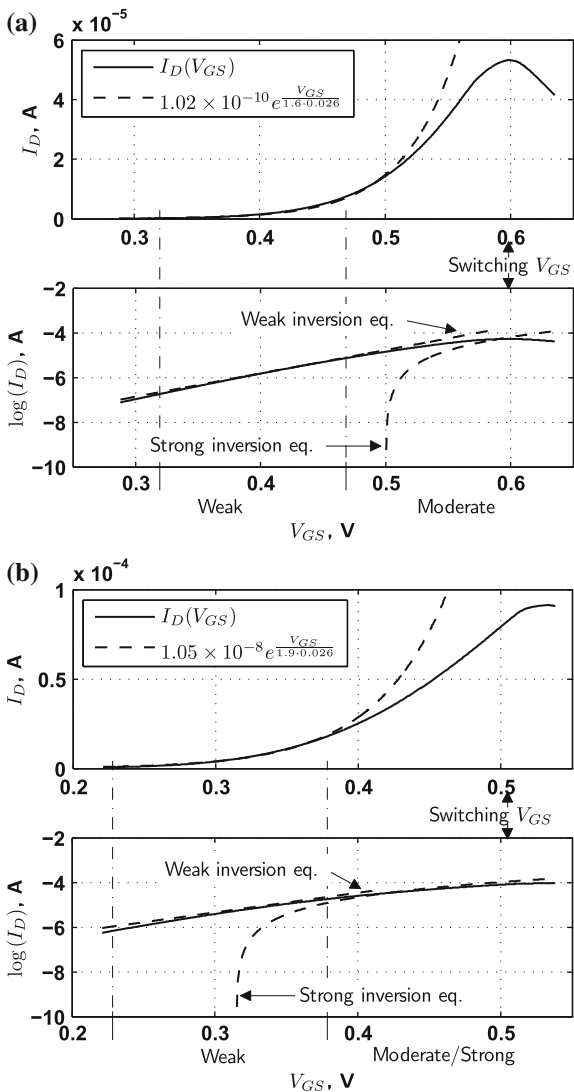 (a)
x 10⁻⁵
6
I_D(V_GS)
1.02 × 10⁻¹⁰e^{V_GS/1.6·0.026}
4
I_D, A
2
0
0.3 0.4 0.5 0.6
Switching V_GS
−2
Weak inversion eq.
−4
log (I_D), A
−6
−8
Strong inversion eq.
−10
0.3 0.4 0.5 0.6
Weak Moderate
V_GS, V
(b)
x 10⁻⁴
1
I_D(V_GS)
1.05 × 10⁻⁸e^{V_GS/1.9·0.026}
I_D, A
0.5
0
0.2 0.3 0.4 0.5
Switching V_GS
−2
Weak inversion eq.
−4
log (I_D), A
−6
−8
Strong inversion eq.
−10
0.2 0.3 0.4 0.5
Weak Moderate/Strong
V_GS, V